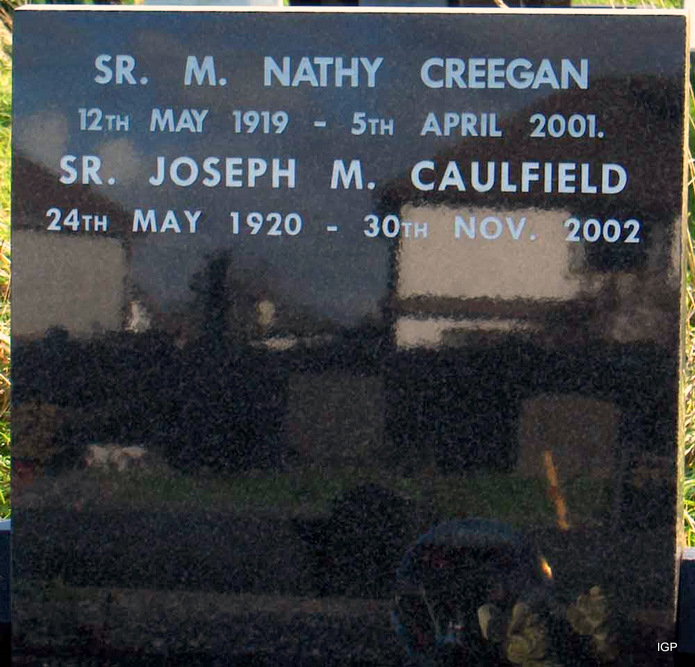 SR. M. NATHY CREEGAN
12TH MAY 1919 - 5TH APRIL 2001.
SR. JOSEPH M. CAULFIELD
24TH MAY 1920 - 30TH NOV. 2002
IGP